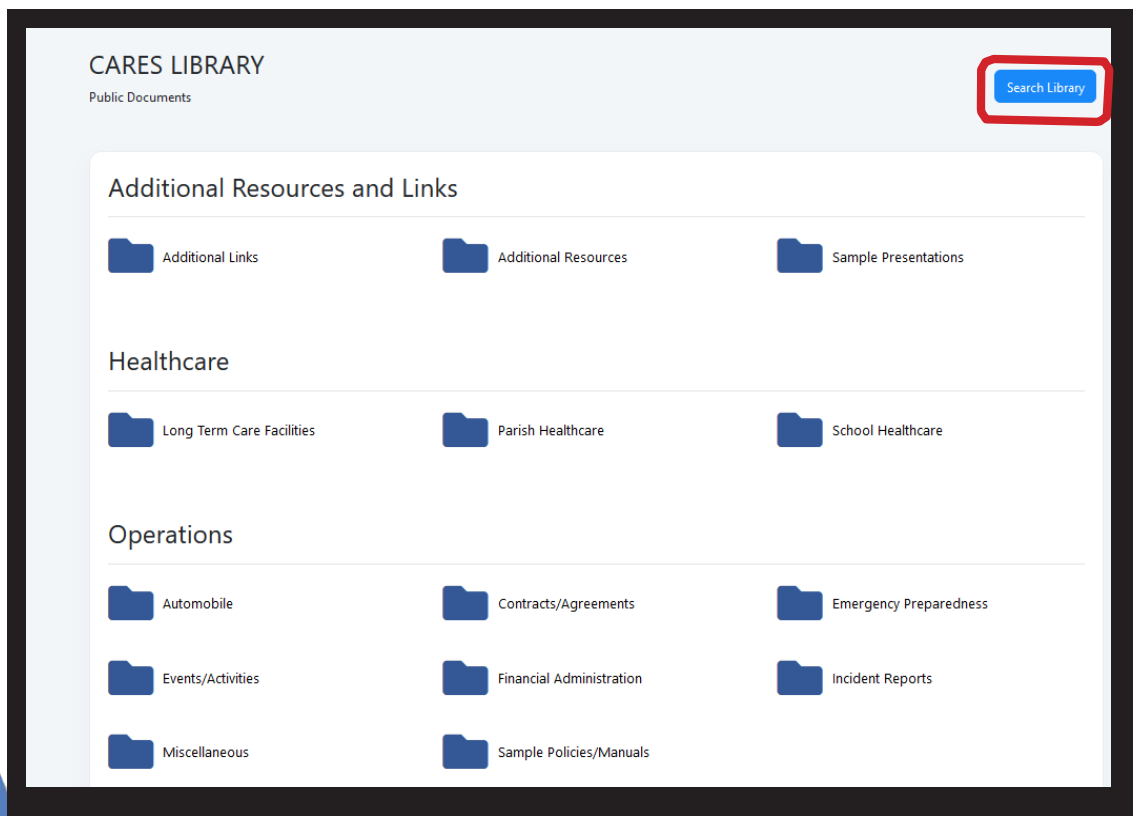 CARES LIBRARY
Public Documents
Search Library
Additional Resources and Links
Additional Links
Additional Resources
Sample Presentations
Healthcare
Long Term Care Facilities
Parish Healthcare
School Healthcare
Operations
Automobile
Contracts/Agreements
Emergency Preparedness
Events/Activities
Financial Administration
Incident Reports
Miscellaneous
Sample Policies/Manuals